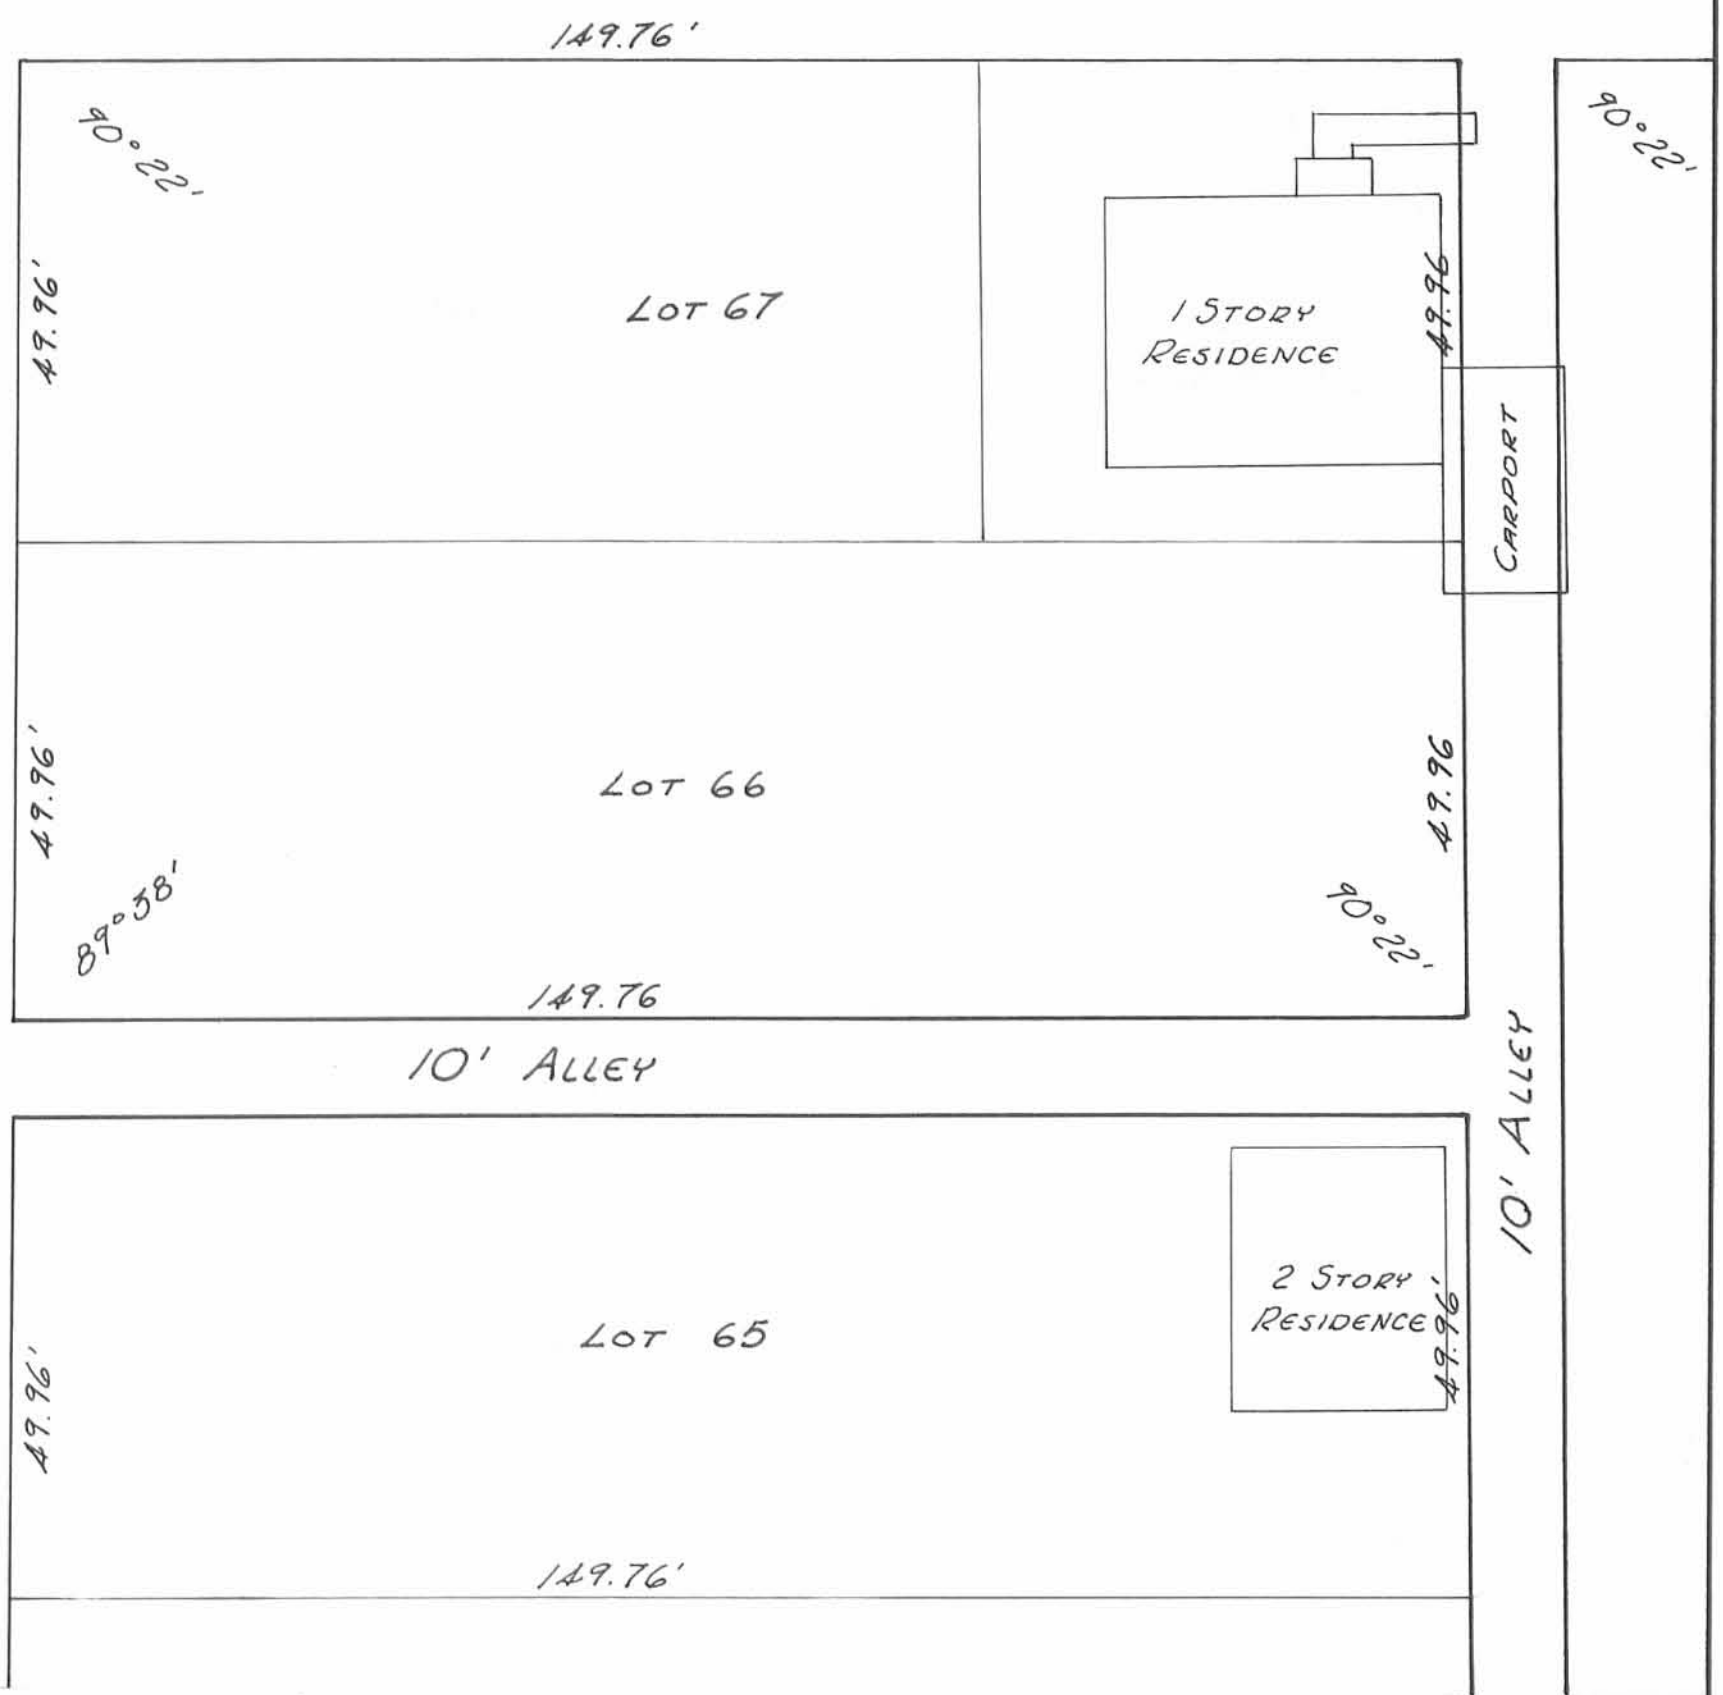 149.76'
90°22'
90°22'
49.96'
LOT 67
1 STORY
RESIDENCE
49.96
CARPORT
49.96'
LOT 66
49.96
89°38'
90°22'
149.76
10' ALLEY
10' ALLEY
2 STORY
RESIDENCE
49.96'
LOT 65
49.96'
149.76'